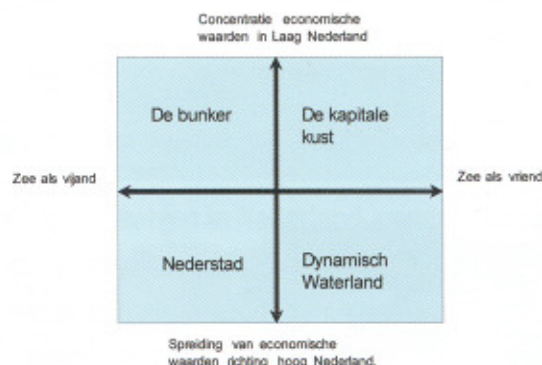 Concentratie economische
waarden in Laag Nederland
De bunker
De kapitale
kust
Zee als vijand
Zee als vriend
Nederstad
Dynamisch
Waterland
Spreiding van economische
waarden richting hoog Nederland.